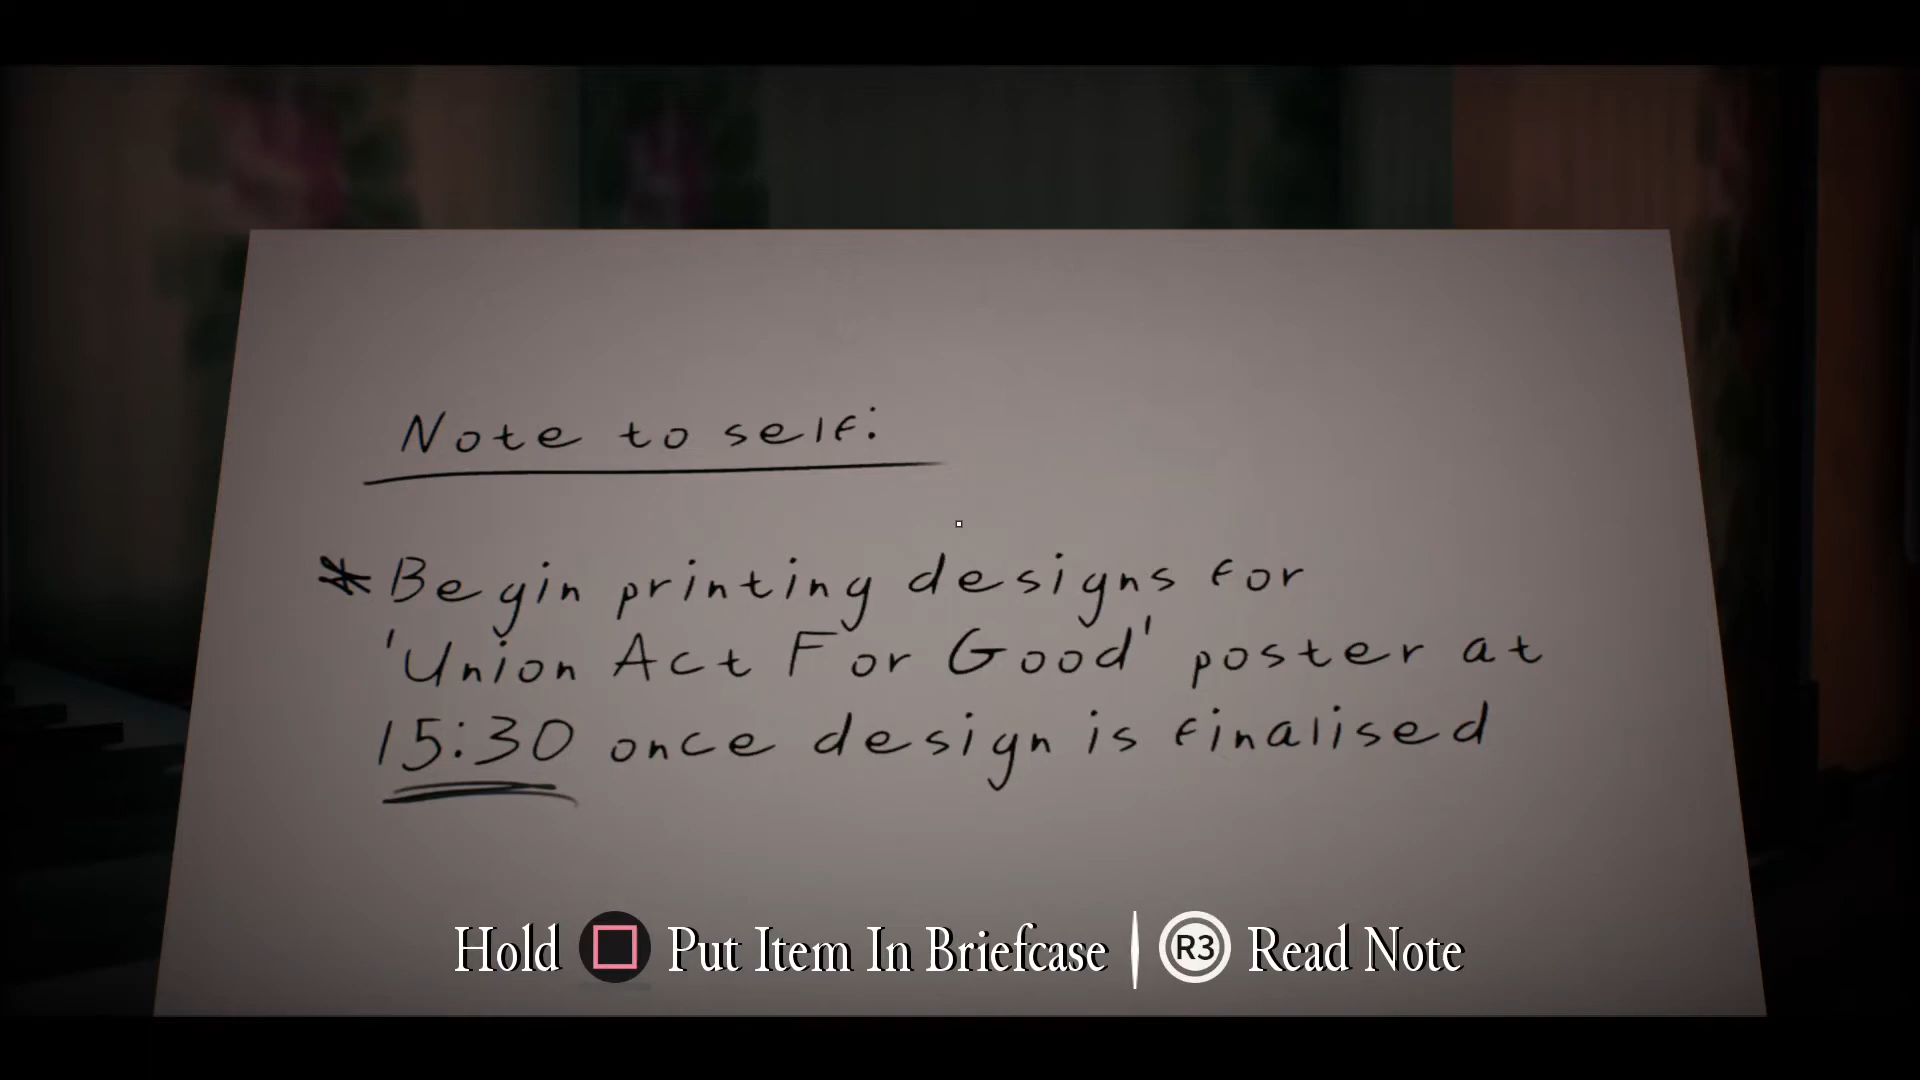 Note to self:
*Begin printing designs for
'Union Act For Good' poster at
15:30 once design is finalised
Hold Put Item In Briefcase R3 Read Note